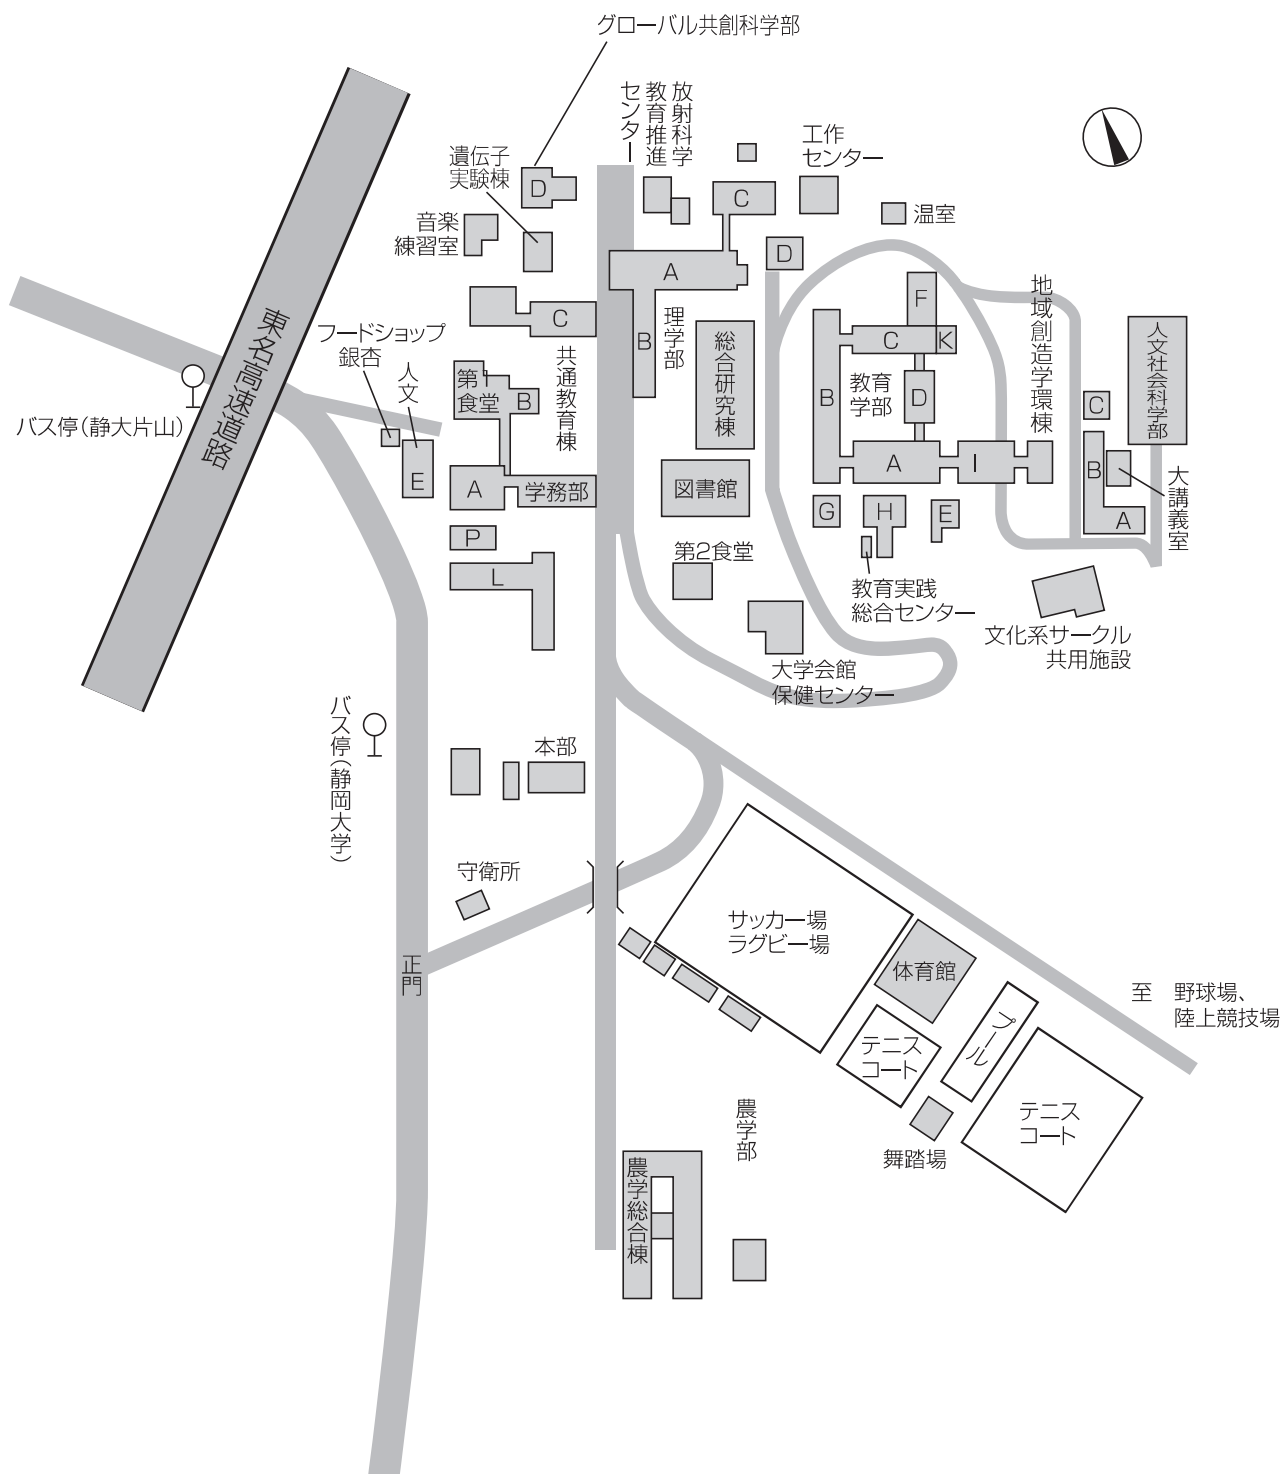 グローバル共創科学部
放射科学
教育推進
センター
工作
センター
遺伝子
実験棟
D
C
温室
音楽
練習室
D
A
F
地域創造学環棟
東名高速道路
フードショップ
銀杏
人文
C
共通教育棟
B
理学部
総合研究棟
B
C
K
教育
学部
D
人文社会科学部
C
バス停(静大片山)
第1
食堂
B
E
A
学務部
図書館
A
I
B
大講義室
A
G
H
E
P
L
第2食堂
教育実践
総合センター
文化系サークル
共用施設
大学会館
保健センター
バス停(静岡大学)
本部
守衛所
正門
サッカー場
ラグビー場
体育館
至 野球場、
陸上競技場
プール
テニス
コート
テニス
コート
舞踏場
農学部
農学総合棟